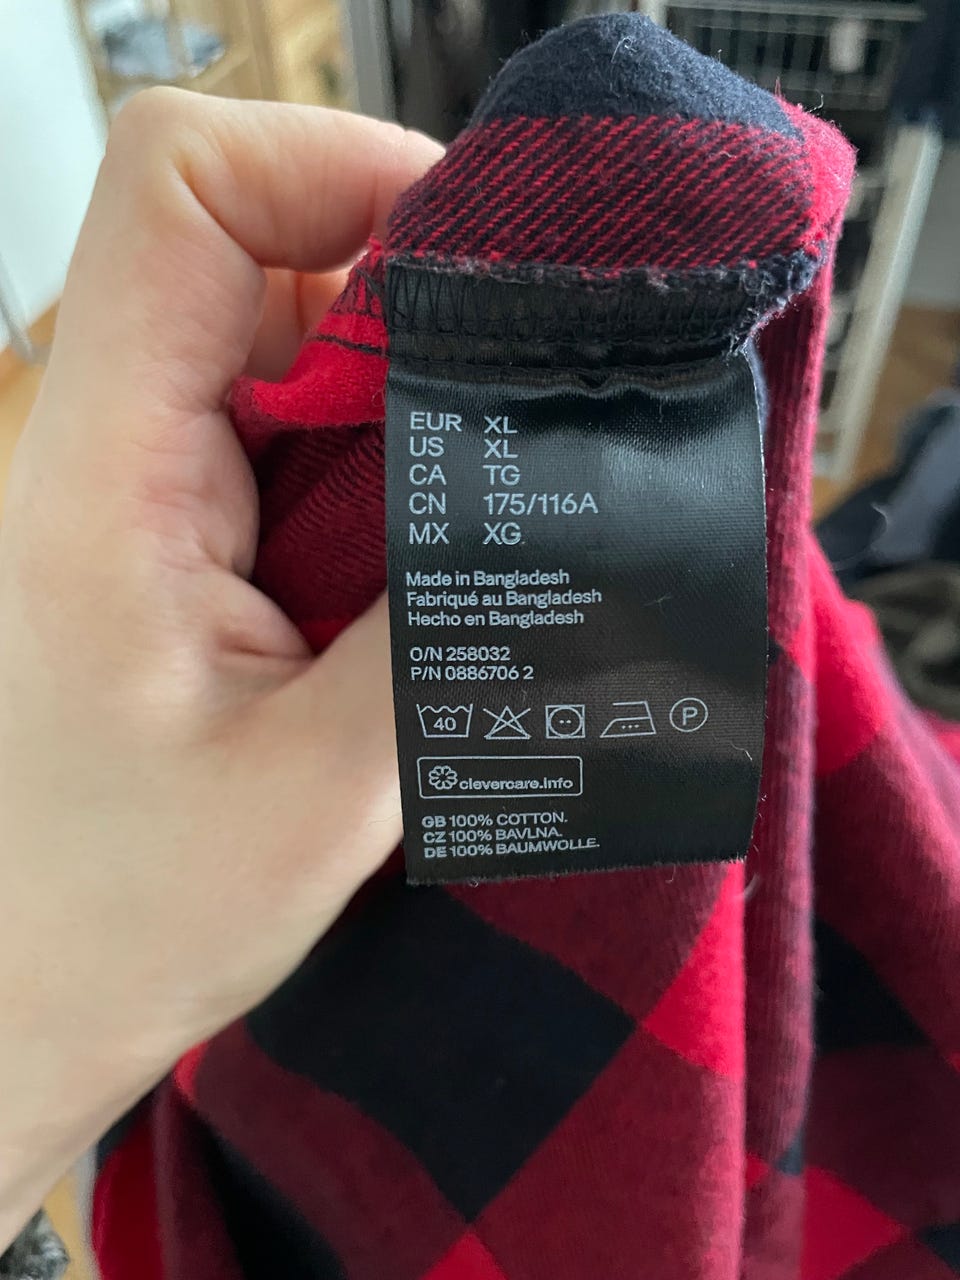 EUR XL
US XL
CA TG
CN 175/116A
MX XG
Made in Bangladesh
Fabriqué au Bangladesh
Hecho en Bangladesh
O/N 258032
P/N 0886706 2
40 P
clevercare.info
GB 100% COTTON.
CZ 100% BAVLNA.
DE 100% BAUMWOLLE.